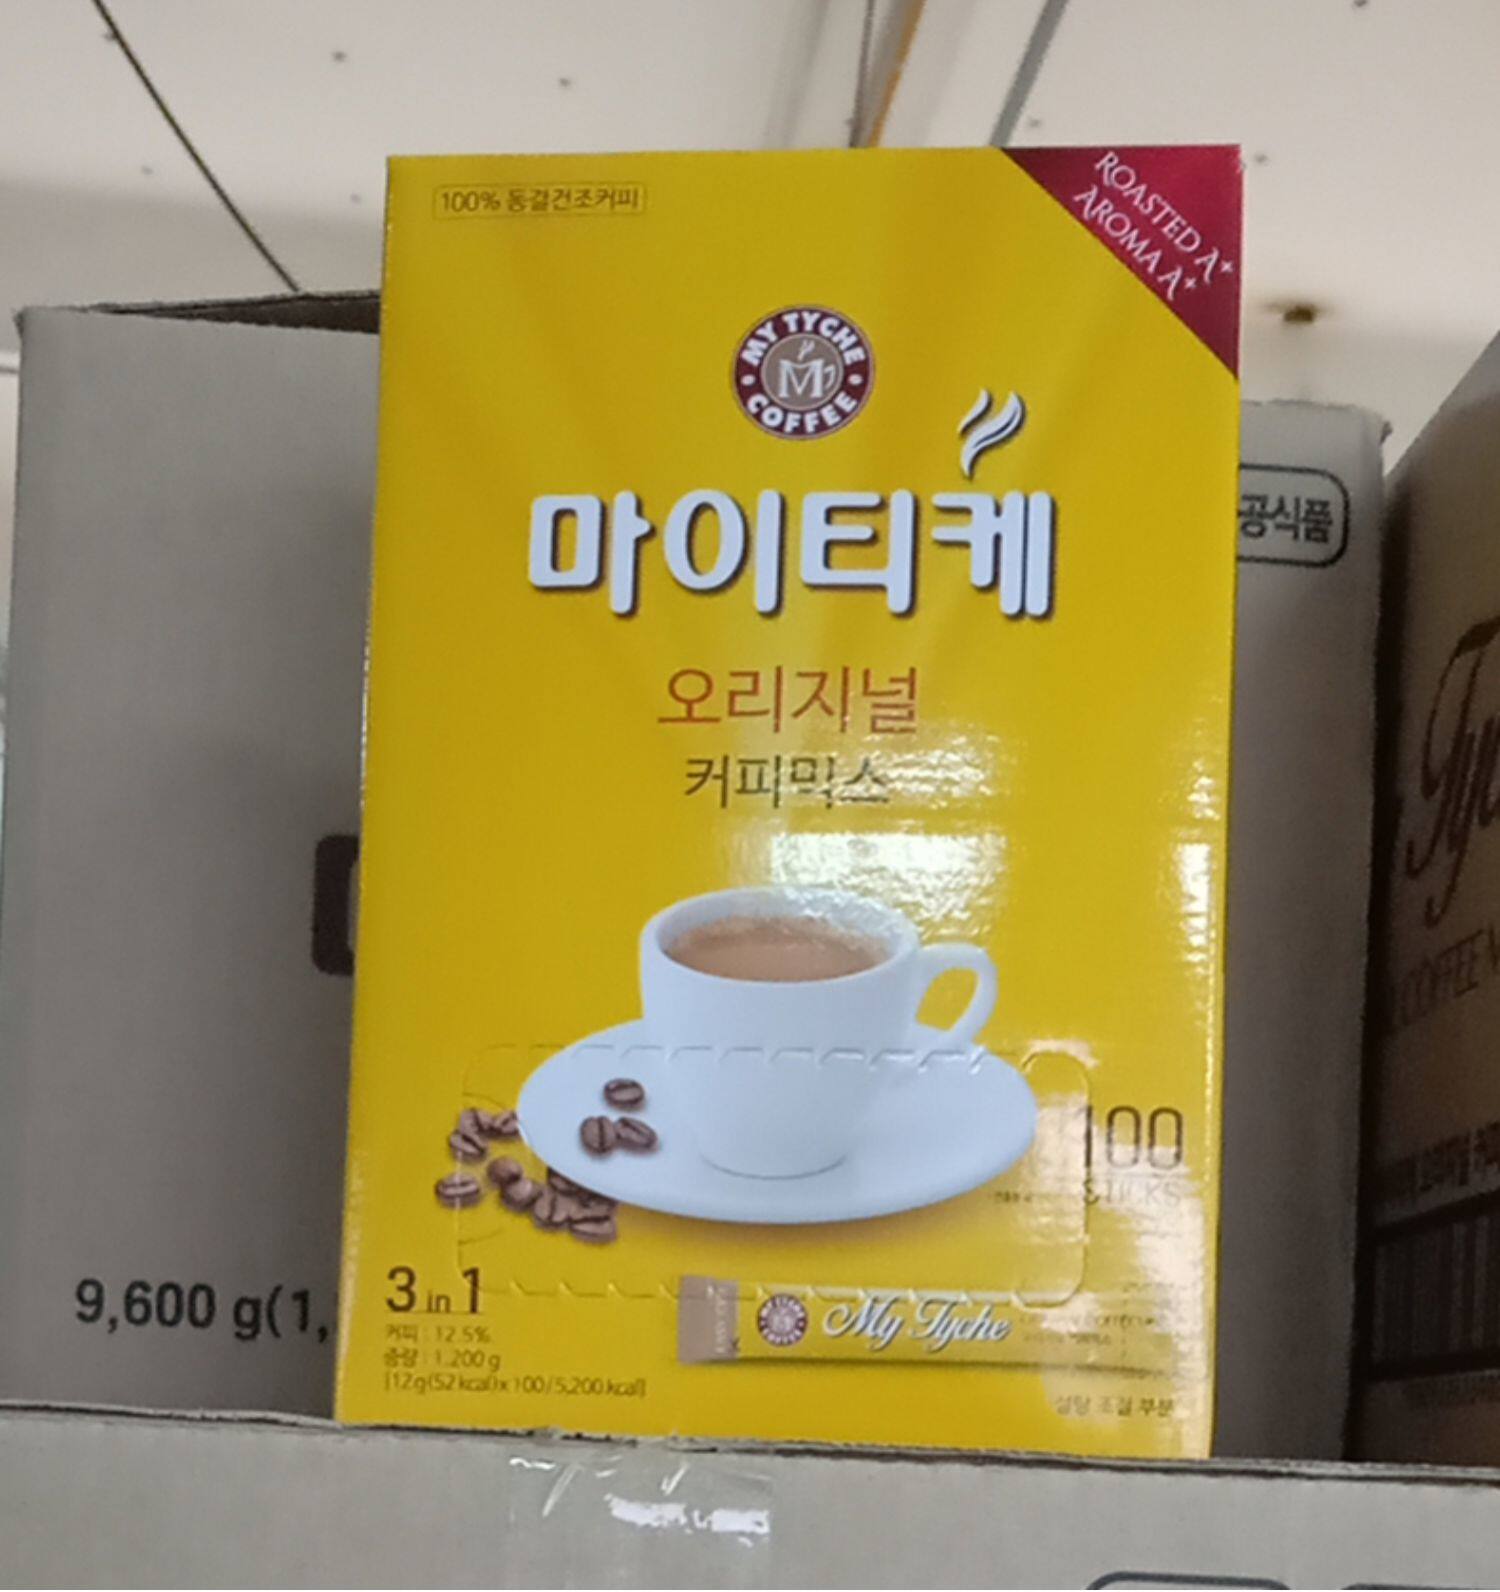 100% 동결건조커피
ROASTED A+
AROMA A+
MY TYCHE
M
COFFEE
마이티케
오리지널
커피믹스
공식품
100
STICKS
3 in 1
커피 : 12.5%
중량 : 1,200 g
[12g(52 kcal)x 100/5,200 kcal]
My Tyche
설탕 조절 부분
9,600 g(1,
COFFEE